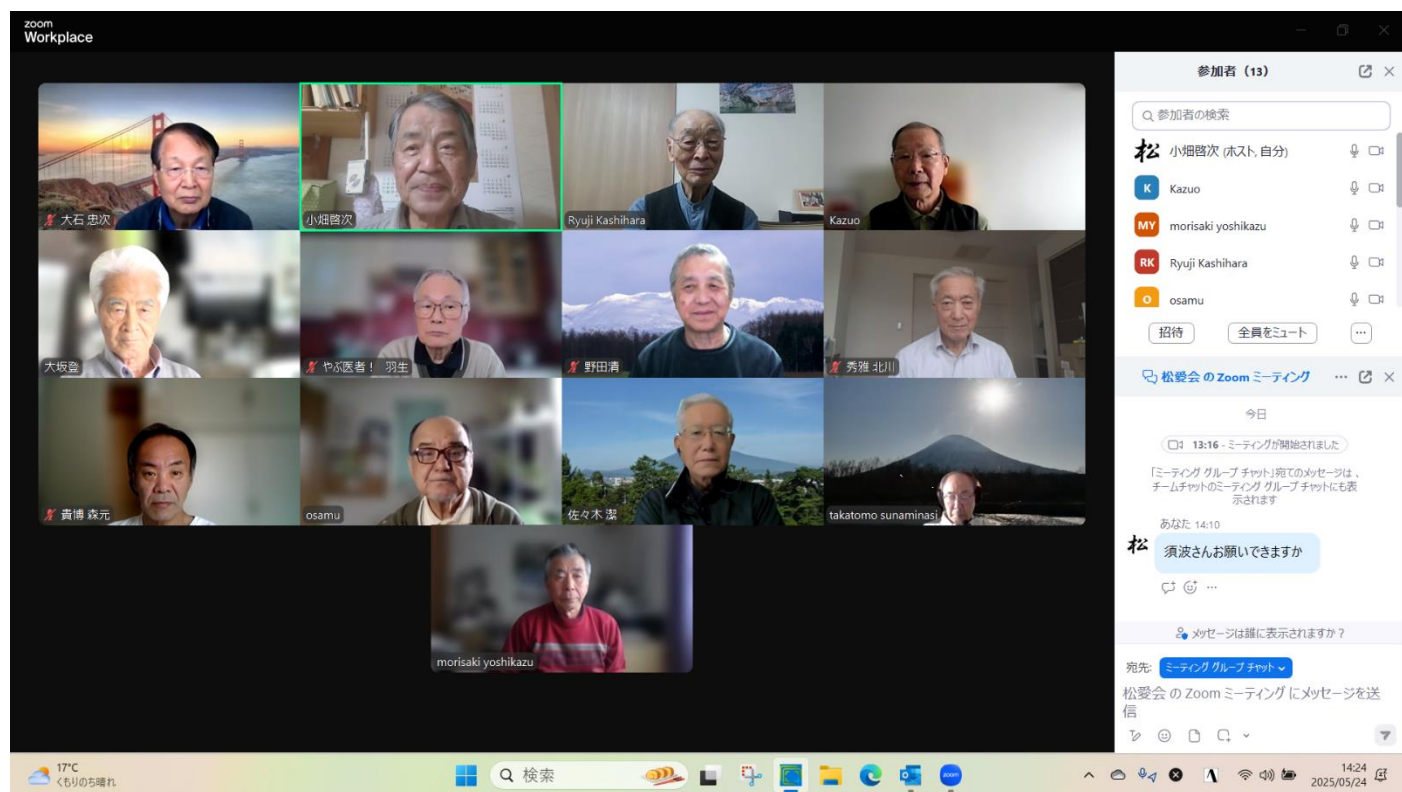 zoom
Workplace
大石 忠次
小畑啓次
Ryuji Kashihara
Kazuo
大坂登
やぶ医者！ 羽生
野田清
秀雅 北川
貴博 森元
osamu
佐々木 潔
takatomo sunaminasi
morisaki yoshikazu
参加者 (13)
参加者の検索
松 小畑啓次 (ホスト, 自分)
K Kazuo
MY morisaki yoshikazu
RK Ryuji Kashihara
o osamu
招待 全員をミュート ...
松愛会 の Zoom ミーティング ...
今日
13:16 - ミーティングが開始されました
「ミーティング グループ チャット」宛てのメッセージは、
チームチャットのミーティング グループ チャットにも表
示されます
あなた 14:10
松 須波さんお願いできますか
メッセージは誰に表示されますか？
宛先: ミーティング グループ チャット
松愛会 の Zoom ミーティング にメッセージを送
信
17°C
くもりのち晴れ
検索
zoom
A
14:24
2025/05/24